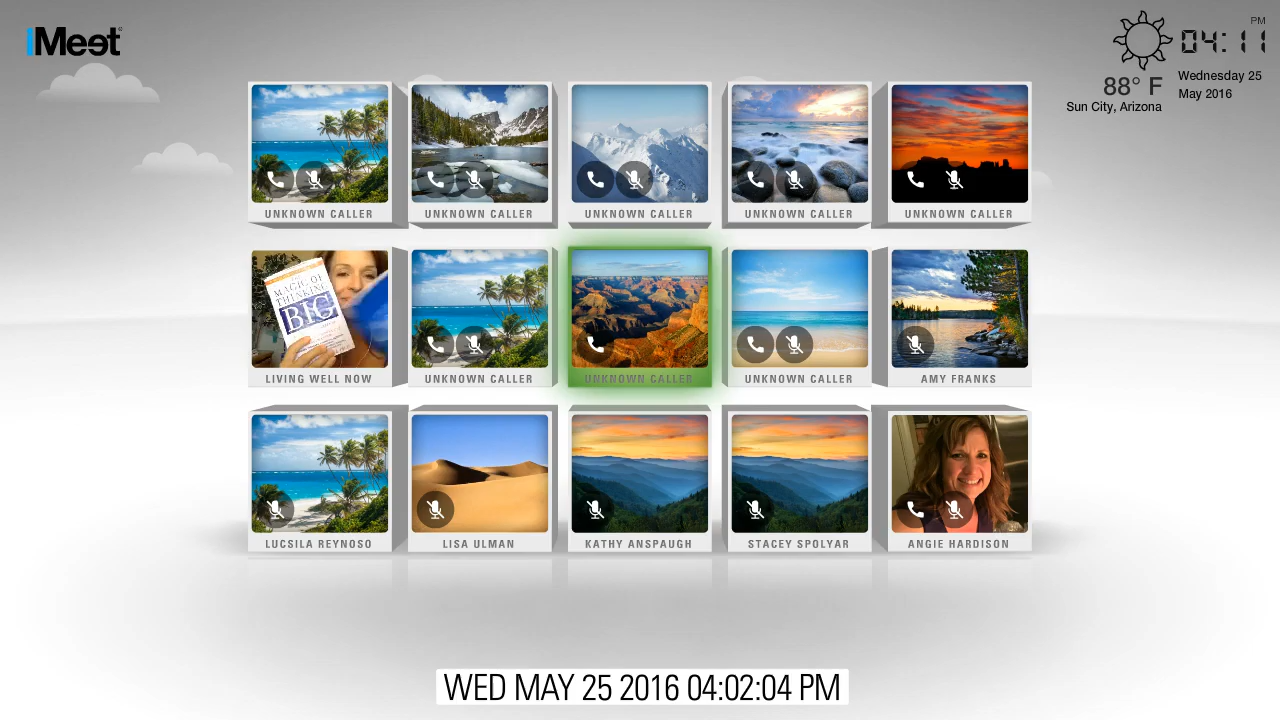 iMeet
PM
04:11
88° F
Wednesday 25
May 2016
Sun City, Arizona
UNKNOWN CALLER
UNKNOWN CALLER
UNKNOWN CALLER
UNKNOWN CALLER
UNKNOWN CALLER
MAGIC OF
THINKING
BIG
LIVING WELL NOW
UNKNOWN CALLER
UNKNOWN CALLER
UNKNOWN CALLER
AMY FRANKS
LUCSILA REYNOSO
LISA ULMAN
KATHY ANSPAUGH
STACEY SPOLYAR
ANGIE HARDISON
WED MAY 25 2016 04:02:04 PM